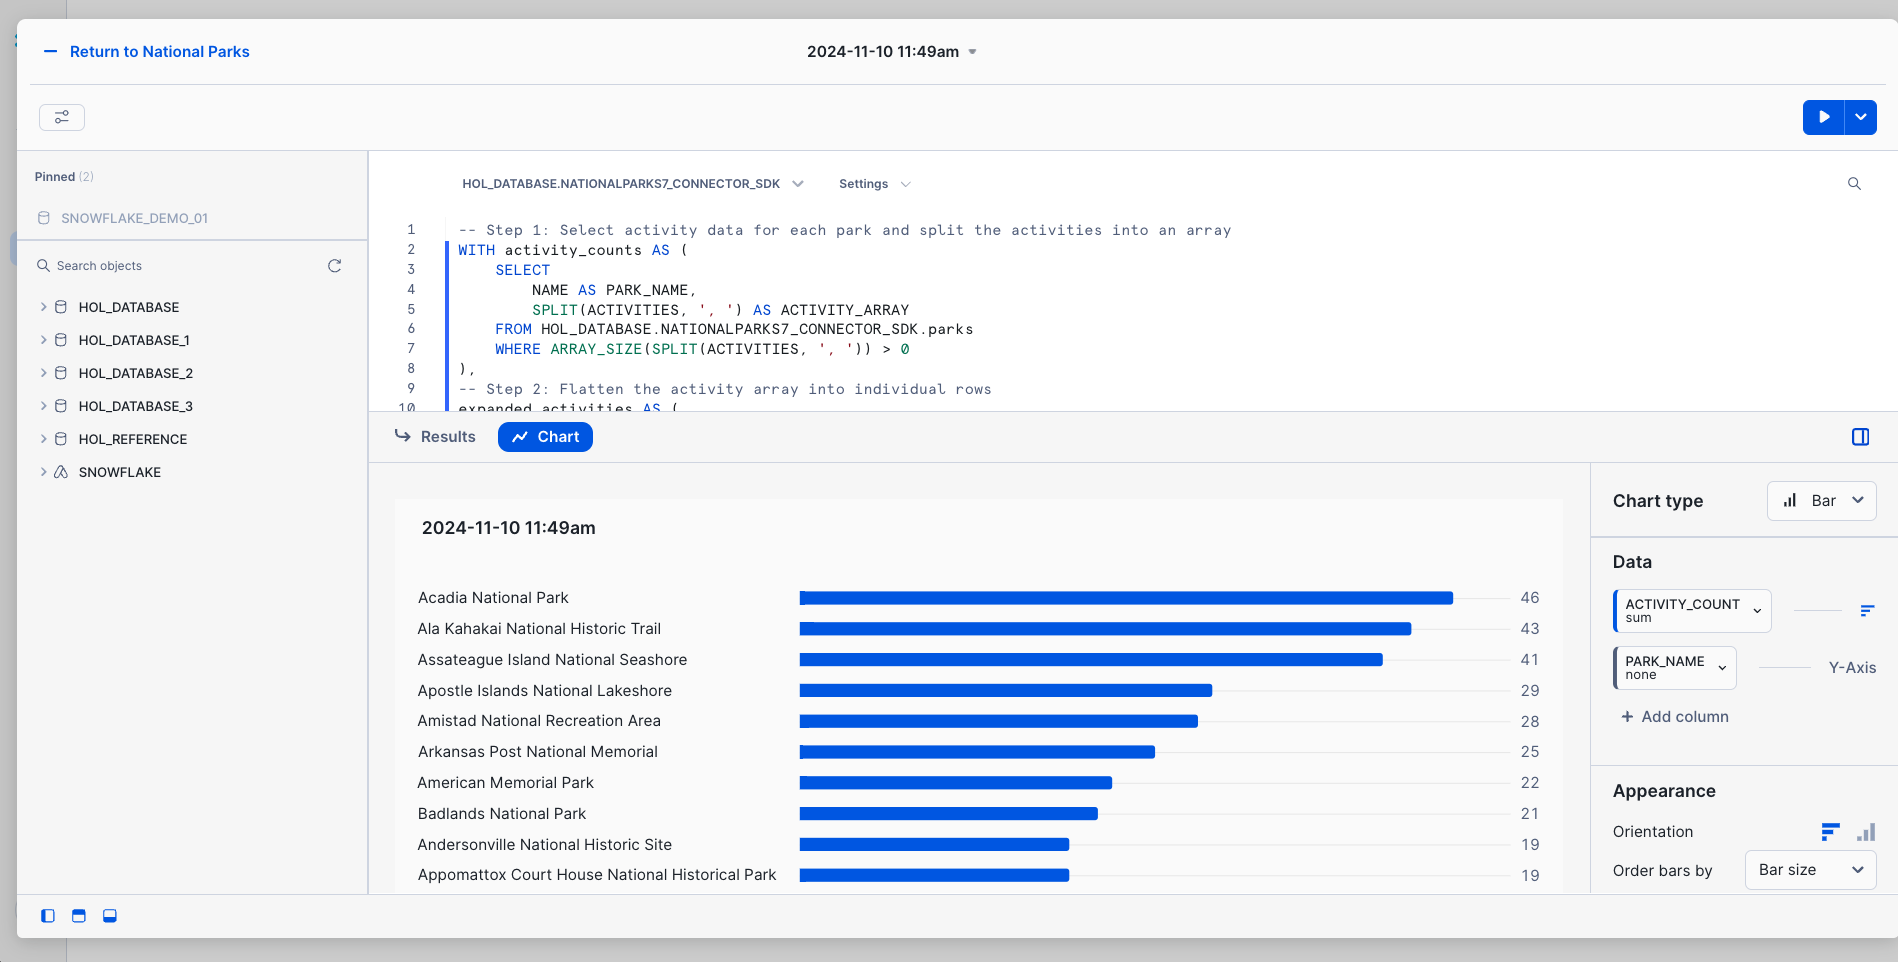 Return to National Parks
2024-11-10 11:49am
Pinned (2)
SNOWFLAKE_DEMO_01
Search objects
HOL_DATABASE
HOL_DATABASE_1
HOL_DATABASE_2
HOL_DATABASE_3
HOL_REFERENCE
SNOWFLAKE
HOL_DATABASE.NATIONALPARKS7_CONNECTOR_SDK
Settings
1 -- Step 1: Select activity data for each park and split the activities into an array
2 WITH activity_counts AS (
3 SELECT
4 NAME AS PARK_NAME,
5 SPLIT(ACTIVITIES, ', ') AS ACTIVITY_ARRAY
6 FROM HOL_DATABASE.NATIONALPARKS7_CONNECTOR_SDK.parks
7 WHERE ARRAY_SIZE(SPLIT(ACTIVITIES, ', ')) > 0
8 ),
9 -- Step 2: Flatten the activity array into individual rows
10 expanded_activities AS (
Results
Chart
2024-11-10 11:49am
Acadia National Park 46
Ala Kahakai National Historic Trail 43
Assateague Island National Seashore 41
Apostle Islands National Lakeshore 29
Amistad National Recreation Area 28
Arkansas Post National Memorial 25
American Memorial Park 22
Badlands National Park 21
Andersonville National Historic Site 19
Appomattox Court House National Historical Park 19
Chart type
Bar
Data
ACTIVITY_COUNT
sum
PARK_NAME
none
Y-Axis
+ Add column
Appearance
Orientation
Order bars by
Bar size